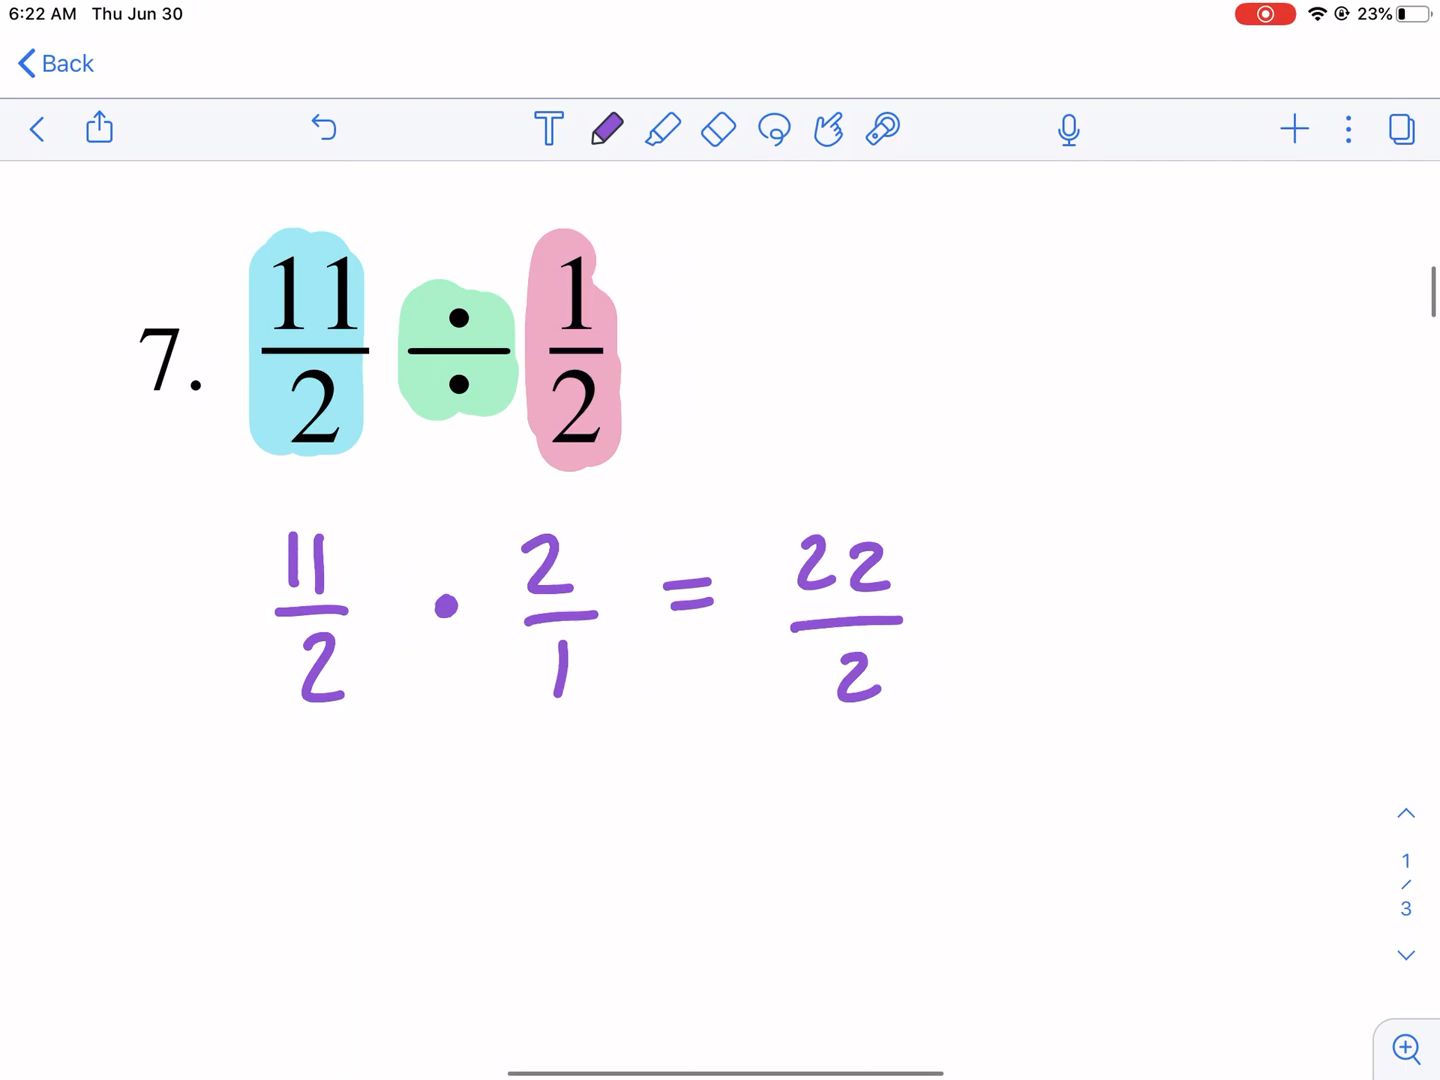 6:22 AM Thu Jun 30 23%
Back
T
7. 11/2 ÷ 1/2
11/2 · 2/1 = 22/2
1
/
3